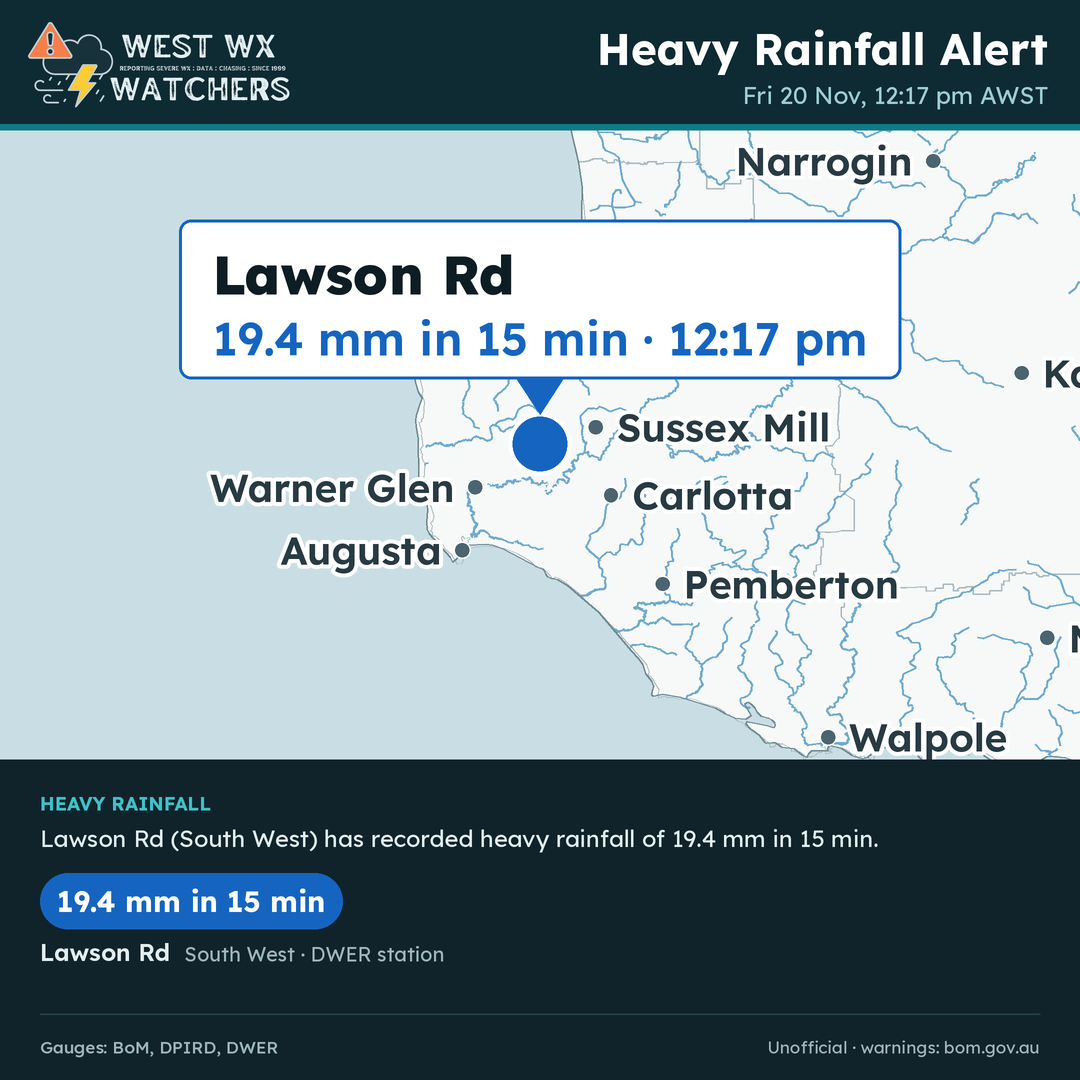 WEST WX
REPORTING SEVERE WX : DATA : CHASING : SINCE 1999
WATCHERS
Heavy Rainfall Alert
Fri 20 Nov, 12:17 pm AWST
Narrogin
Lawson Rd
19.4 mm in 15 min · 12:17 pm
Ka
Sussex Mill
Warner Glen
Carlotta
Augusta
Pemberton
Walpole
HEAVY RAINFALL
Lawson Rd (South West) has recorded heavy rainfall of 19.4 mm in 15 min.
19.4 mm in 15 min
Lawson Rd South West · DWER station
Gauges: BoM, DPIRD, DWER
Unofficial · warnings: bom.gov.au